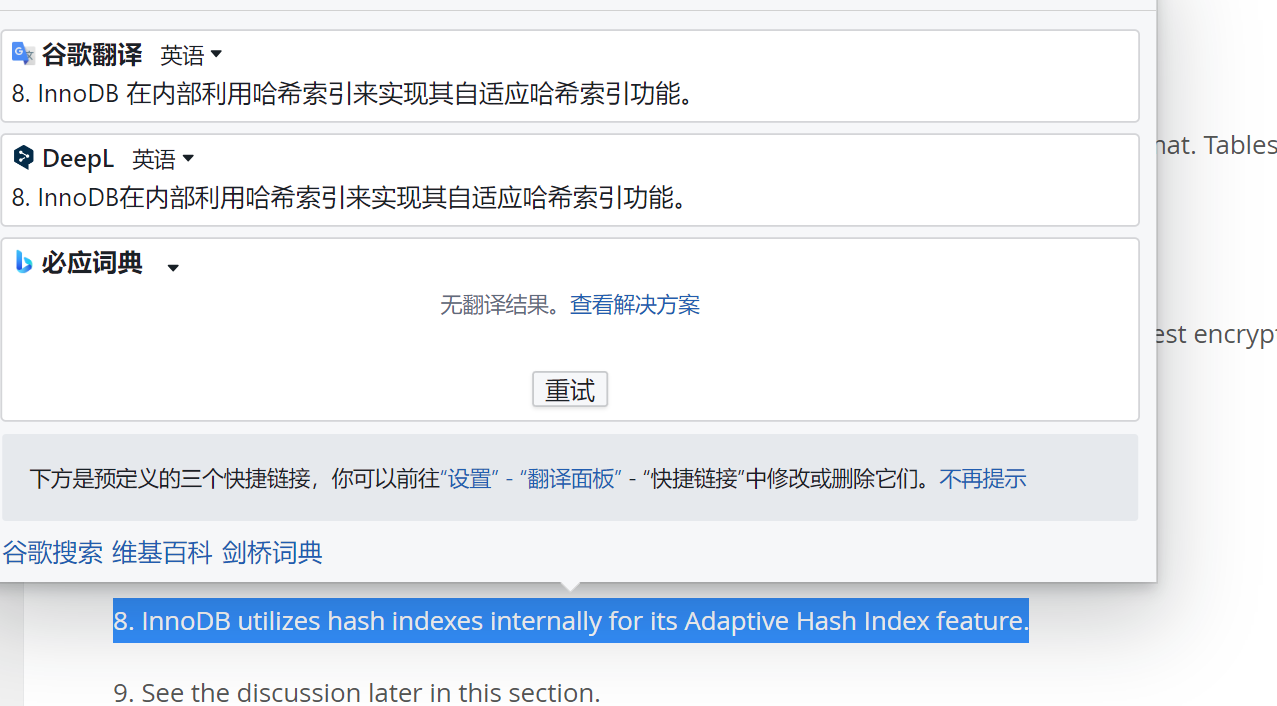 谷歌翻译 英语
8. InnoDB 在内部利用哈希索引来实现其自适应哈希索引功能。
DeepL 英语
8. InnoDB在内部利用哈希索引来实现其自适应哈希索引功能。
必应词典
无翻译结果。查看解决方案
重试
下方是预定义的三个快捷链接，你可以前往“设置” - “翻译面板” - “快捷链接”中修改或删除它们。不再提示
谷歌搜索 维基百科 剑桥词典
. Tables
8. InnoDB utilizes hash indexes internally for its Adaptive Hash Index feature.
9. See the discussion later in this section.